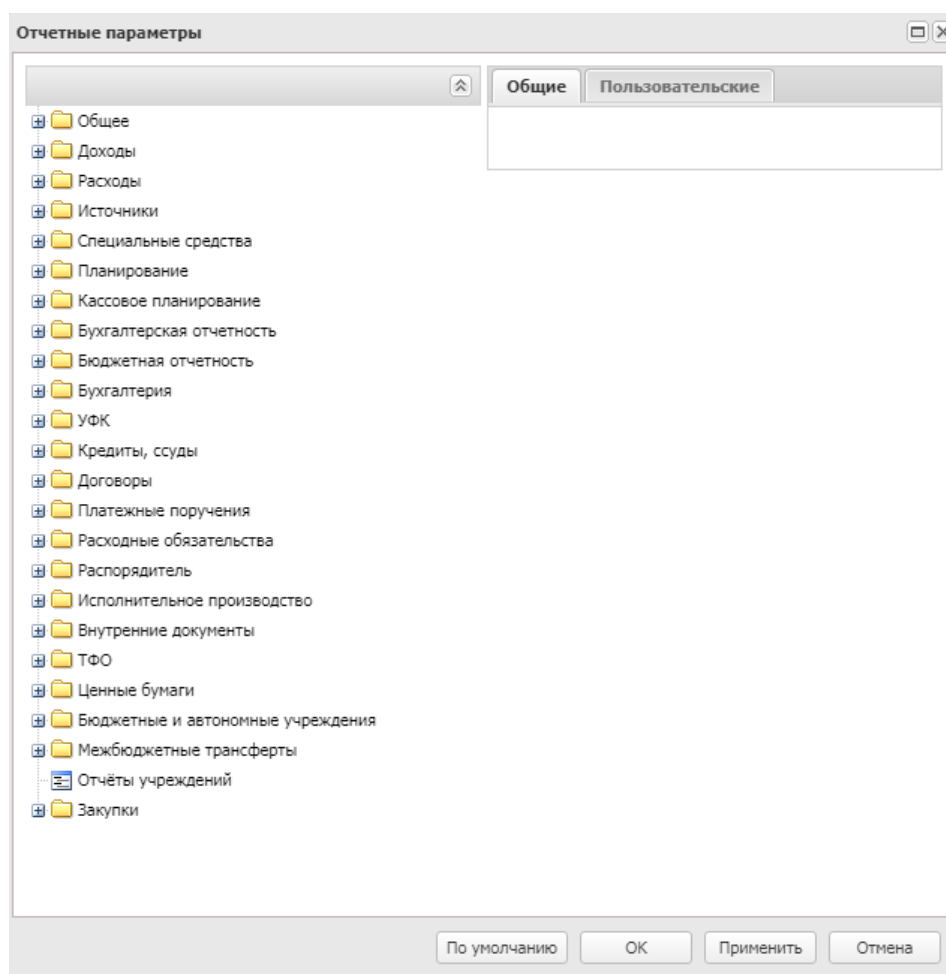 Отчетные параметры
Общие
Пользовательские
Общее
Доходы
Расходы
Источники
Специальные средства
Планирование
Кассовое планирование
Бухгалтерская отчетность
Бюджетная отчетность
Бухгалтерия
УФК
Кредиты, ссуды
Договоры
Платежные поручения
Расходные обязательства
Распорядитель
Исполнительное производство
Внутренние документы
ТФО
Ценные бумаги
Бюджетные и автономные учреждения
Межбюджетные трансферты
Отчёты учреждений
Закупки
По умолчанию
ОК
Применить
Отмена